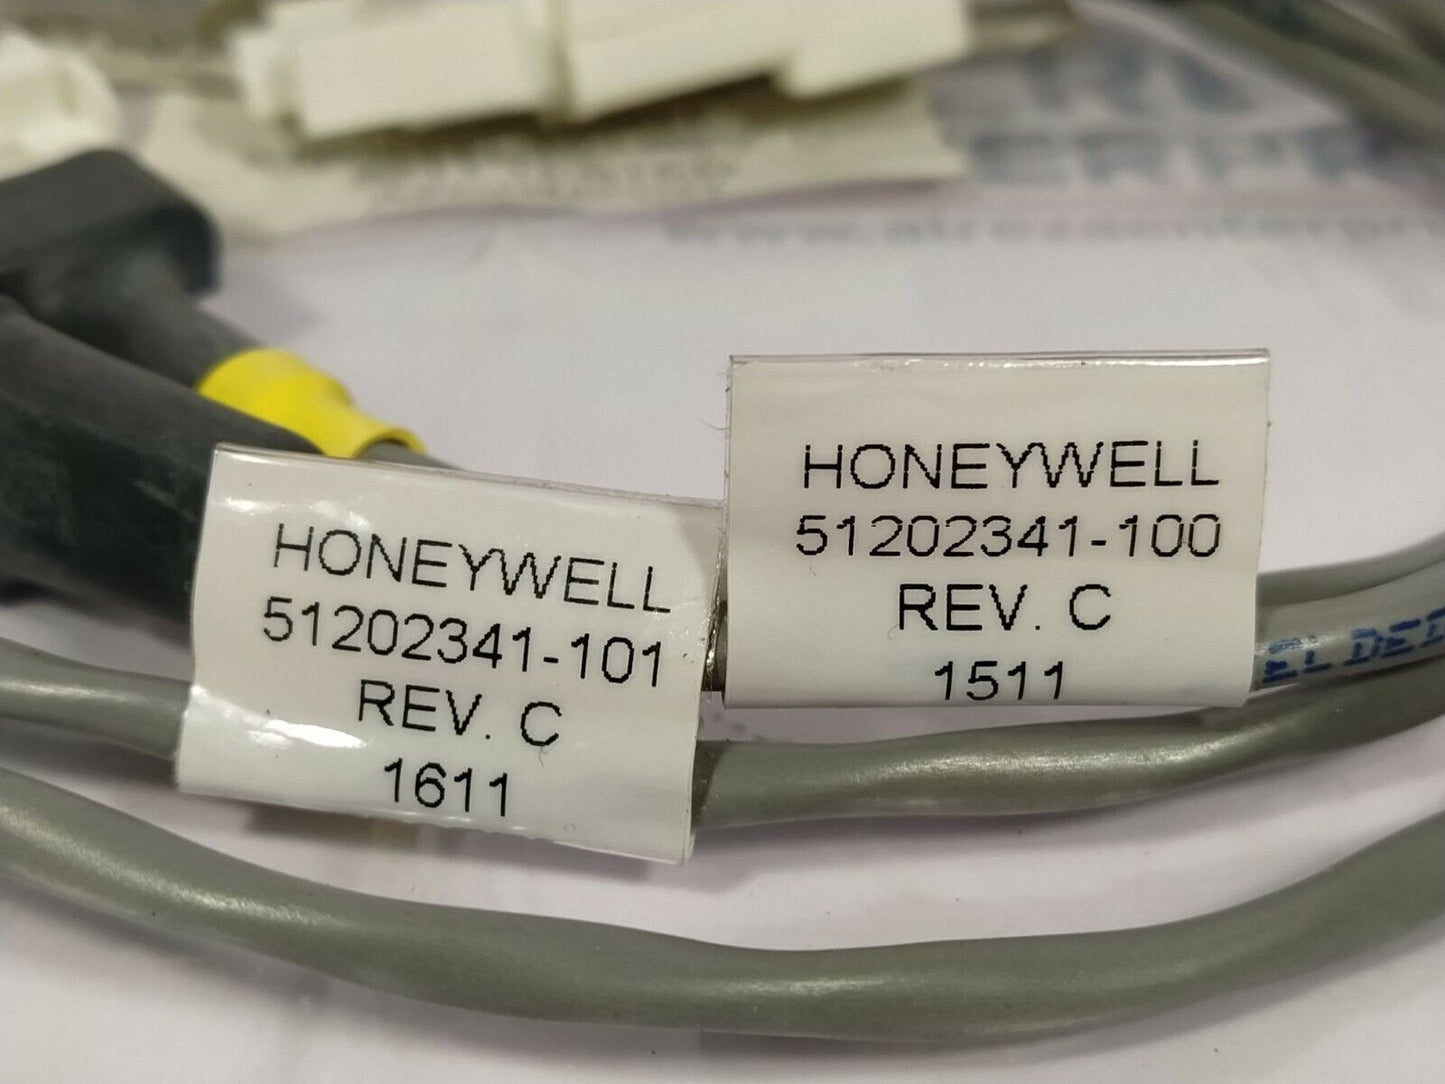 HONEYWELL
51202341-101
REV. C
1611
HONEYWELL
51202341-100
REV. C
1511